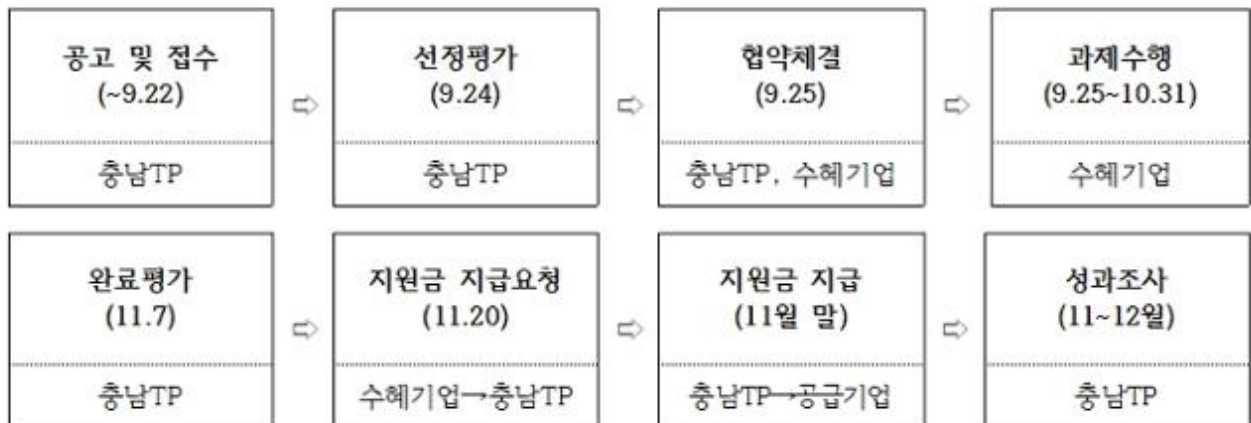 공고 및 접수
(~9.22)
충남TP
⇨
선정평가
(9.24)
충남TP
⇨
협약체결
(9.25)
충남TP, 수혜기업
⇨
과제수행
(9.25~10.31)
수혜기업
완료평가
(11.7)
충남TP
⇨
지원금 지급요청
(11.20)
수혜기업→충남TP
⇨
지원금 지급
(11월 말)
충남TP→공급기업
⇨
성과조사
(11~12월)
충남TP